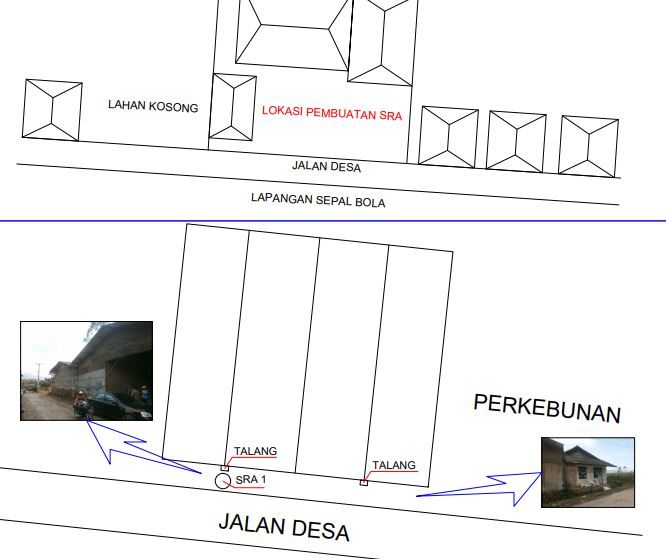 LAHAN KOSONG
LOKASI PEMBUATAN SRA
JALAN DESA
LAPANGAN SEPAL BOLA
PERKEBUNAN
TALANG
TALANG
SRA 1
JALAN DESA